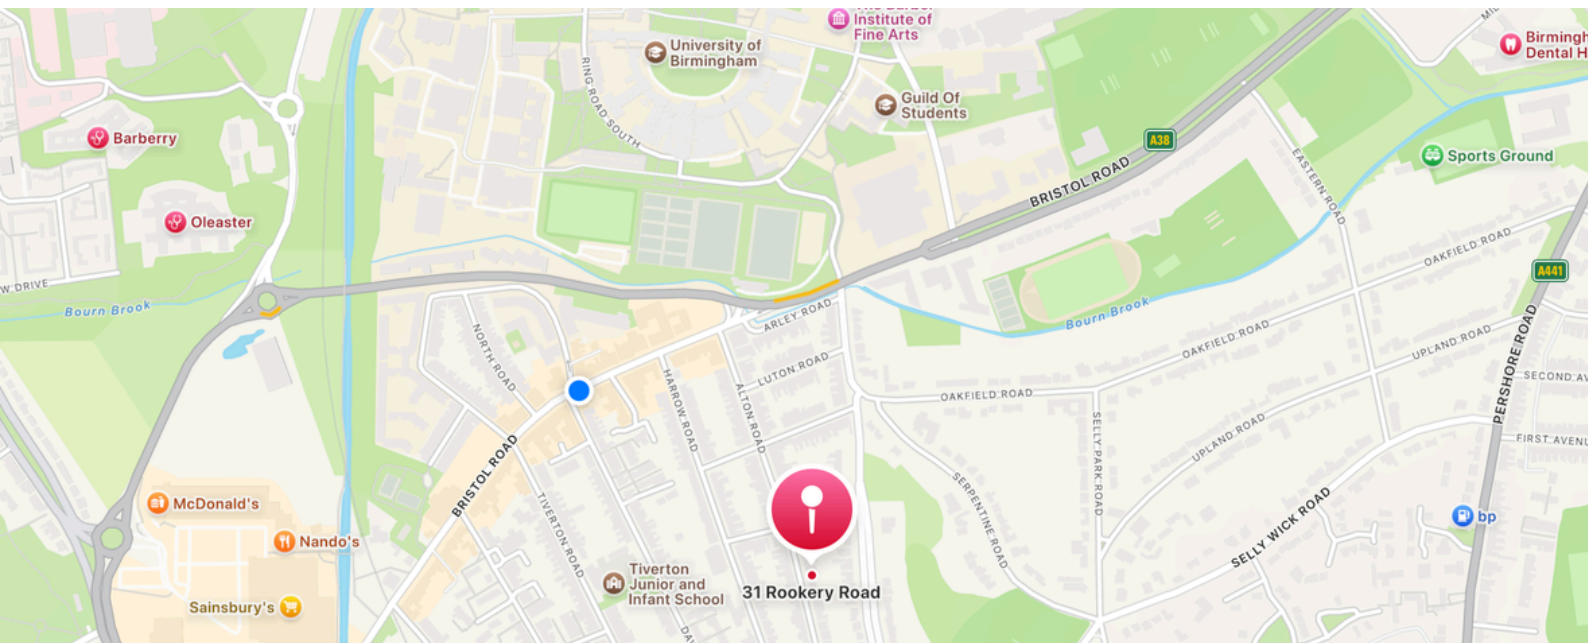 The Barber
Institute of
Fine Arts
University of
Birmingham
Birmingh
Dental H
RING ROAD SOUTH
Guild Of
Students
Barberry
A38
BRISTOL ROAD
Sports Ground
EASTERN ROAD
Oleaster
OAKFIELD ROAD
A441
W DRIVE
Bourn Brook
Bourn Brook
ARLEY ROAD
NORTH ROAD
LUTON ROAD
OAKFIELD ROAD
UPLAND ROAD
PERSHORE ROAD
SECOND AV
HARROW ROAD
ALTON ROAD
OAKFIELD ROAD
SELLY PARK ROAD
UPLAND ROAD
FIRST AVENU
BRISTOL ROAD
TIVERTON ROAD
SERPENTINE ROAD
SELLY WICK ROAD
McDonald's
bp
Nando's
Tiverton
Junior and
Infant School
31 Rookery Road
Sainsbury's